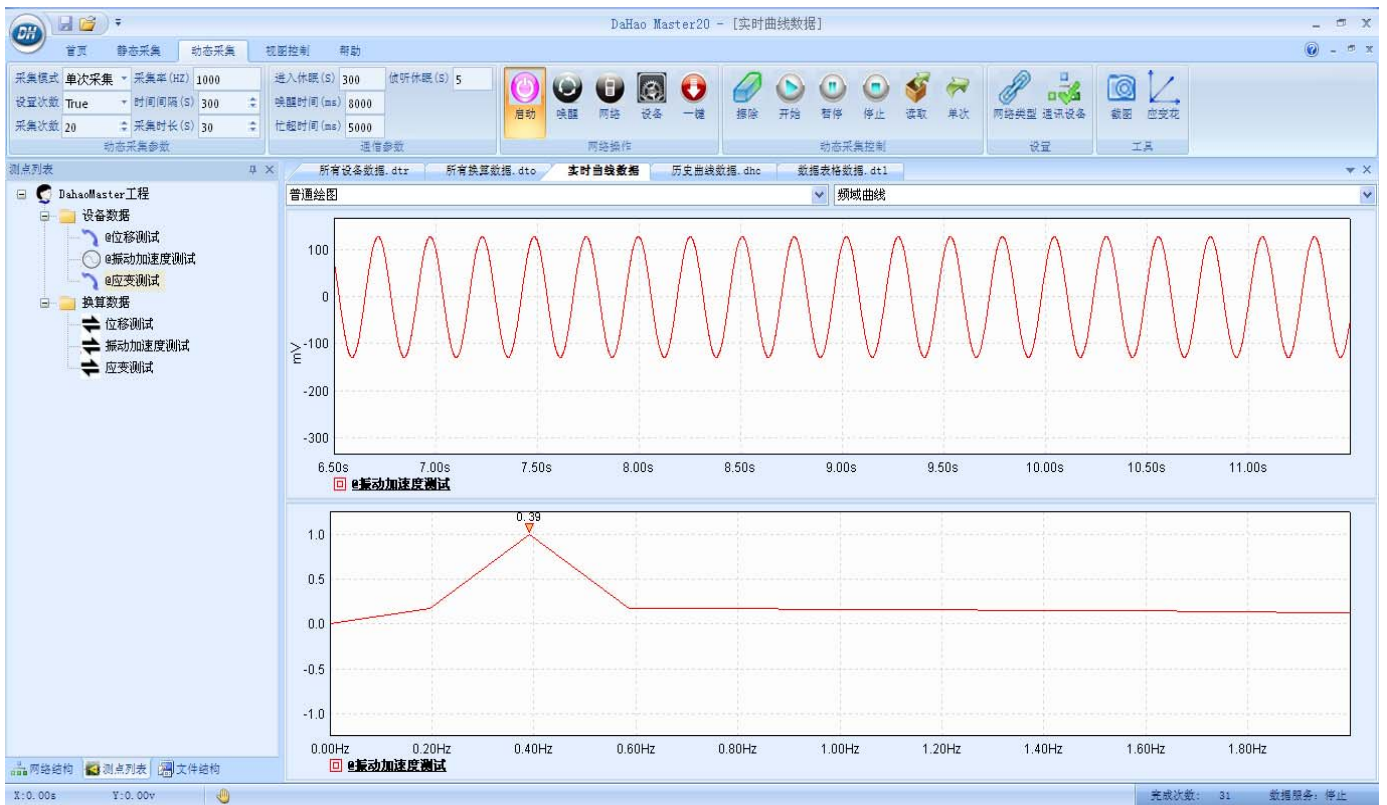 DH
DaHao Master20 - [实时曲线数据]
首页 静态采集 动态采集 视图控制 帮助
采集模式 单次采集 采集率(HZ) 1000 进入休眠(S) 300 侦听休眠(S) 5
设置次数 True 时间间隔(S) 300 唤醒时间(ms) 8000
采集次数 20 采集时长(S) 30 忙超时间(ms) 5000
启动 唤醒 网络 设备 一键 擦除 开始 暂停 停止 读取 单次 网络类型 通讯设备 截图 应变花
动态采集参数 通信参数 网络操作 动态采集控制 设置 工具
测点列表
所有设备数据.dtr 所有换算数据.dto 实时曲线数据 历史曲线数据.dhc 数据表格数据.dtl
DahaoMaster工程
设备数据
@位移测试
@振动加速度测试
@应变测试
换算数据
位移测试
振动加速度测试
应变测试
普通绘图 频域曲线
100
0
-100
-200
-300
mV
6.50s 7.00s 7.50s 8.00s 8.50s 9.00s 9.50s 10.00s 10.50s 11.00s
@振动加速度测试
0.39
1.0
0.5
0.0
-0.5
-1.0
0.00Hz 0.20Hz 0.40Hz 0.60Hz 0.80Hz 1.00Hz 1.20Hz 1.40Hz 1.60Hz 1.80Hz
@振动加速度测试
网络结构 测点列表 文件结构
X:0.00s Y:0.00v 完成次数: 31 数据服务: 停止